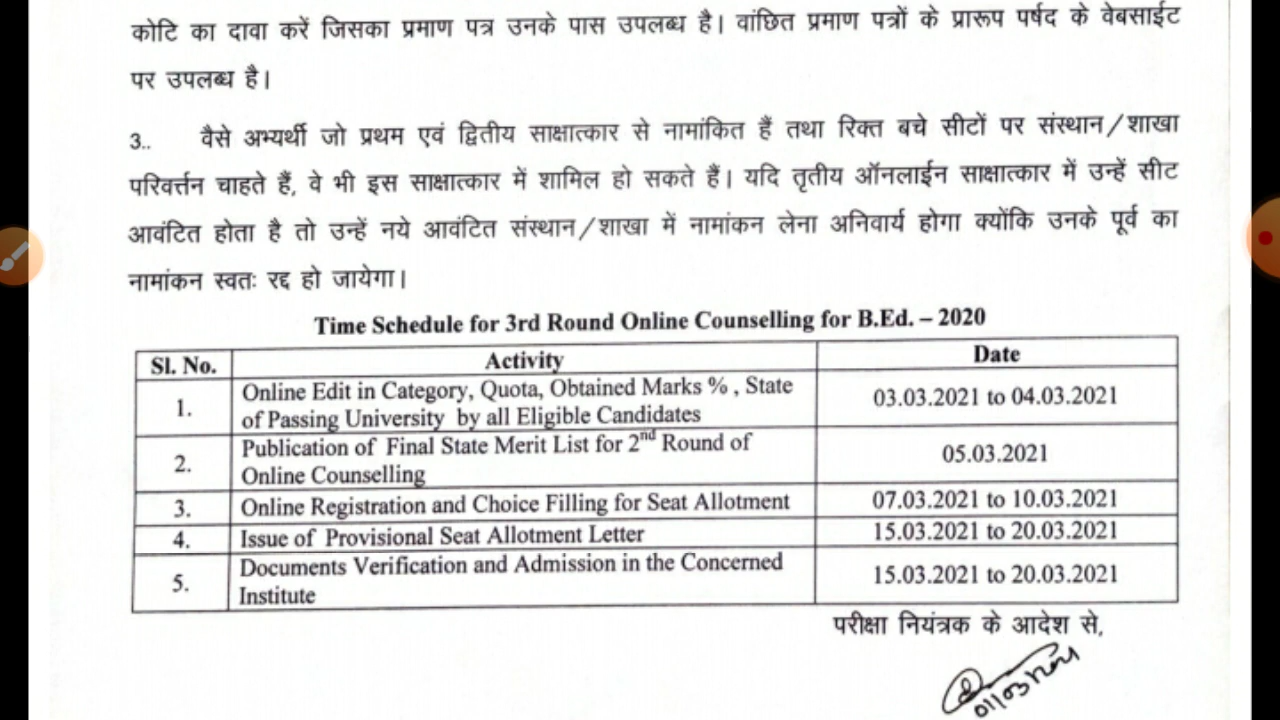 कोटि का दावा करें जिसका प्रमाण पत्र उनके पास उपलब्ध है। वांछित प्रमाण पत्रों के प्रारूप पर्षद के वेबसाईट
पर उपलब्ध है।
3.. वैसे अभ्यर्थी जो प्रथम एवं द्वितीय साक्षात्कार से नामांकित हैं तथा रिक्त बचे सीटों पर संस्थान/शाखा
परिवर्त्तन चाहते हैं, वे भी इस साक्षात्कार में शामिल हो सकते हैं। यदि तृतीय ऑनलाईन साक्षात्कार में उन्हें सीट
आवंटित होता है तो उन्हें नये आवंटित संस्थान/शाखा में नामांकन लेना अनिवार्य होगा क्योंकि उनके पूर्व का
नामांकन स्वतः रद्द हो जायेगा।
Time Schedule for 3rd Round Online Counselling for B.Ed. – 2020
Sl. No. Activity Date
1. Online Edit in Category, Quota, Obtained Marks % , State 03.03.2021 to 04.03.2021
of Passing University by all Eligible Candidates
2. Publication of Final State Merit List for 2nd Round of 05.03.2021
Online Counselling
3. Online Registration and Choice Filling for Seat Allotment 07.03.2021 to 10.03.2021
4. Issue of Provisional Seat Allotment Letter 15.03.2021 to 20.03.2021
5. Documents Verification and Admission in the Concerned 15.03.2021 to 20.03.2021
Institute
परीक्षा नियंत्रक के आदेश से,